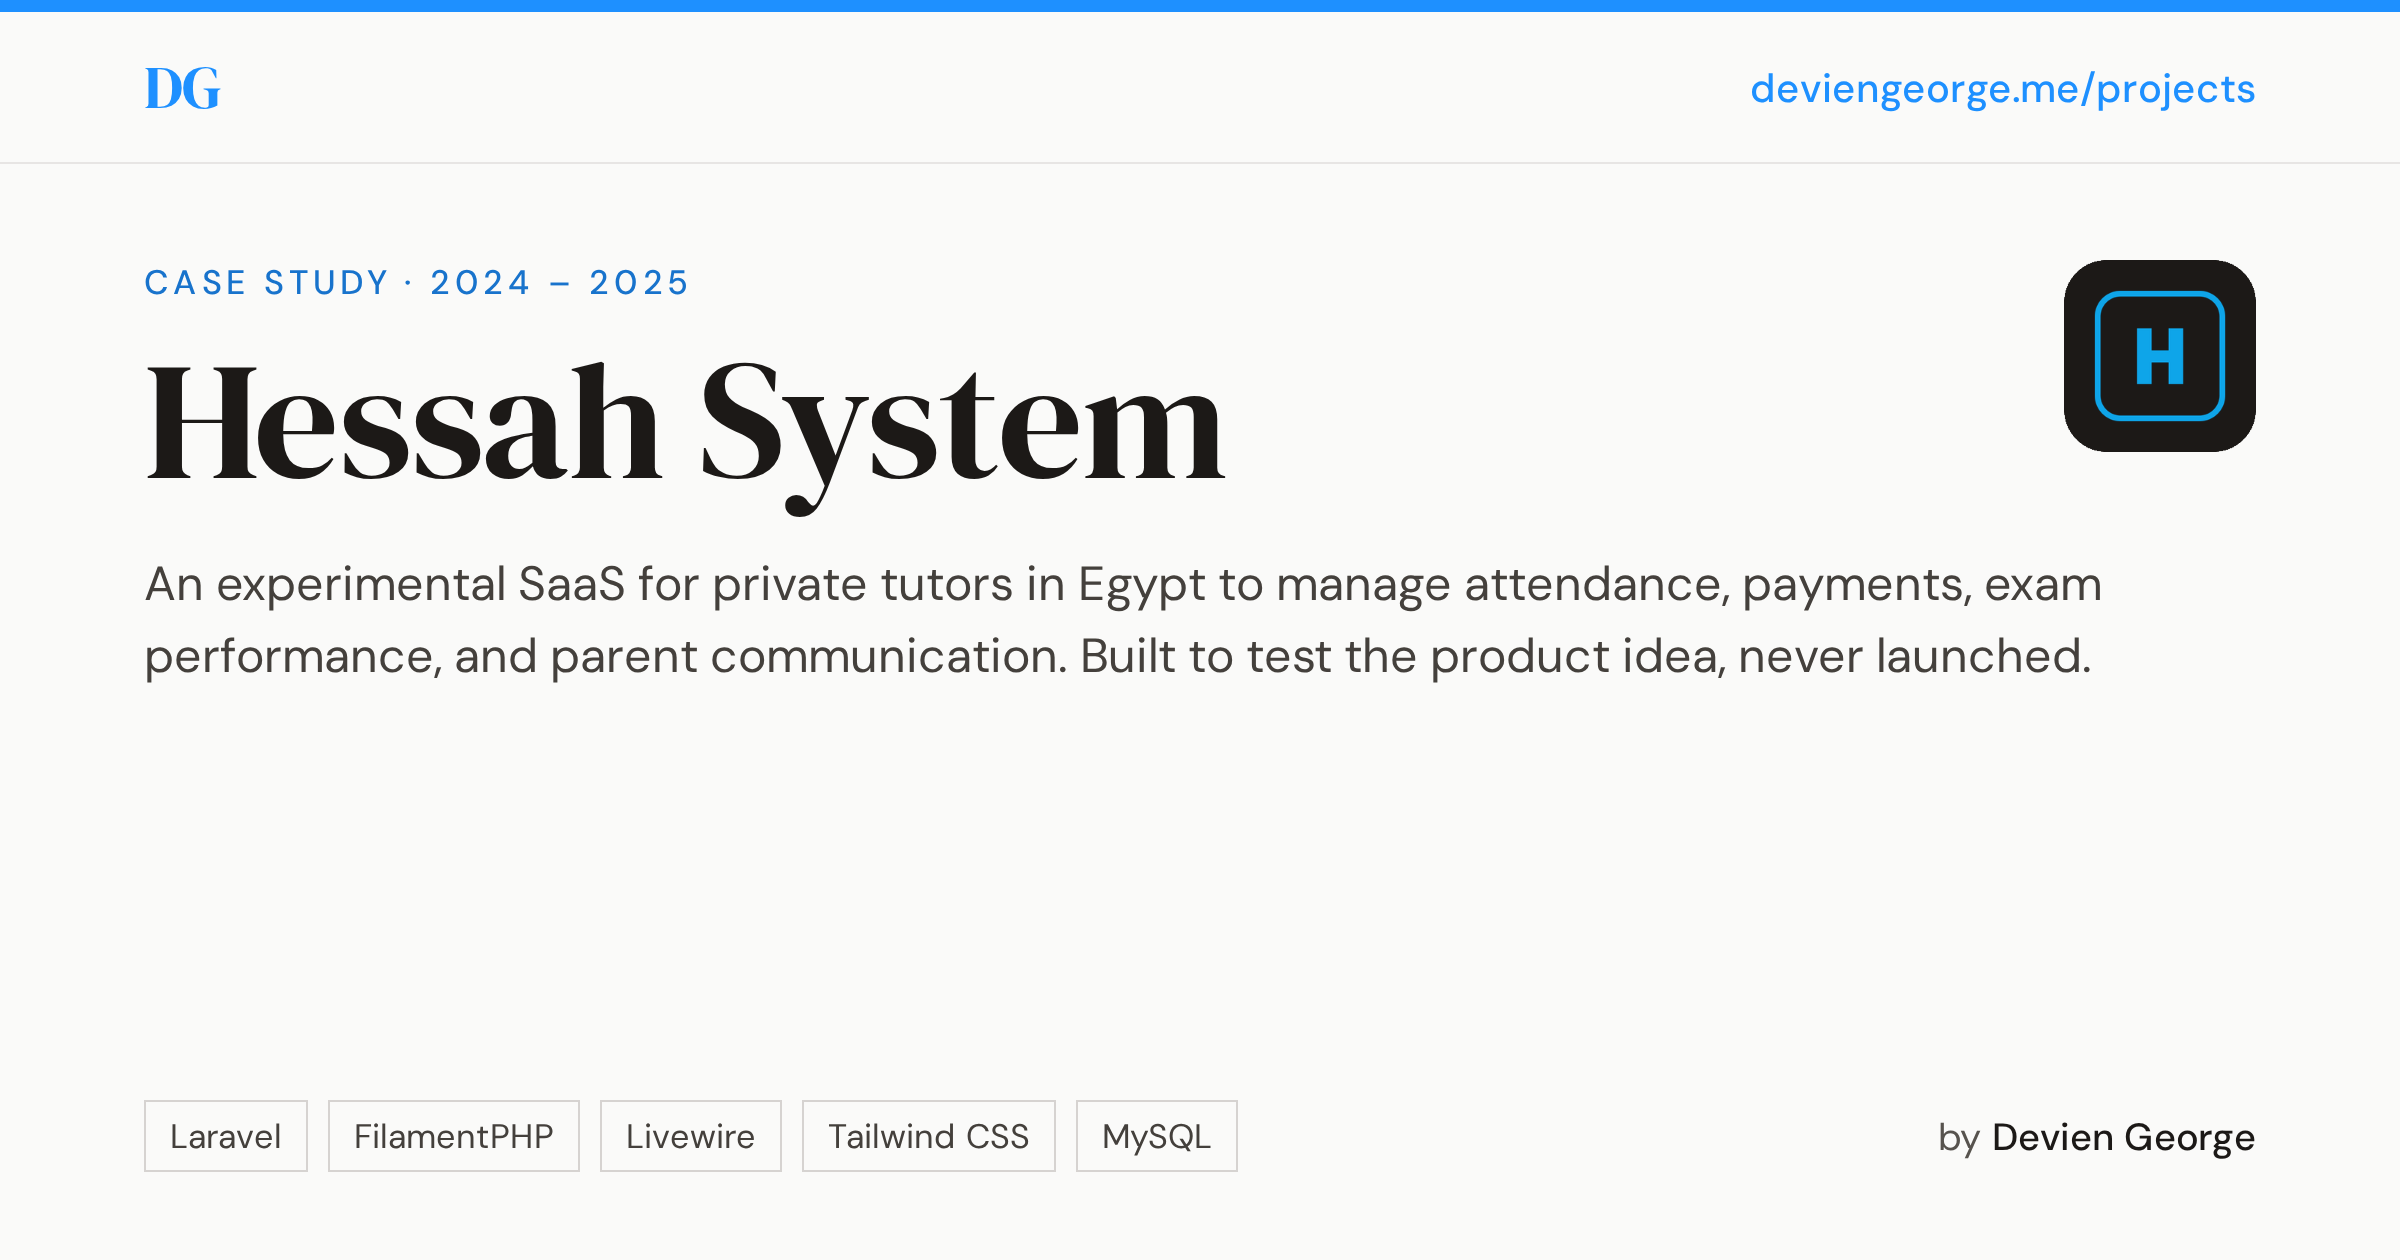 DG
deviengeorge.me/projects
CASE STUDY · 2024 – 2025
Hessah System
H
An experimental SaaS for private tutors in Egypt to manage attendance, payments, exam
performance, and parent communication. Built to test the product idea, never launched.
Laravel
FilamentPHP
Livewire
Tailwind CSS
MySQL
by Devien George